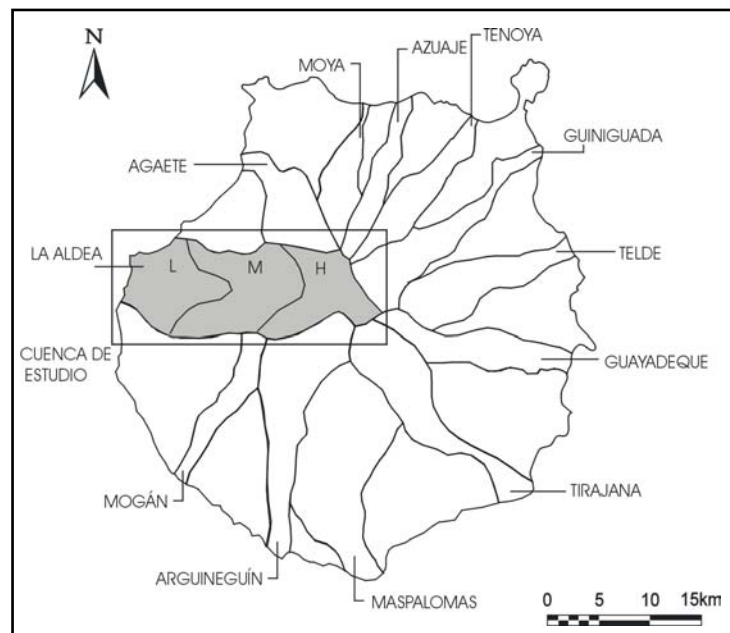 N
TENOYA
AZUAJE
MOYA
GUINIGUADA
AGAETE
LA ALDEA
L
M
H
TELDE
CUENCA DE
ESTUDIO
GUAYADEQUE
MOGÁN
TIRAJANA
ARGUINEGUÍN
MASPALOMAS
0 5 10 15km